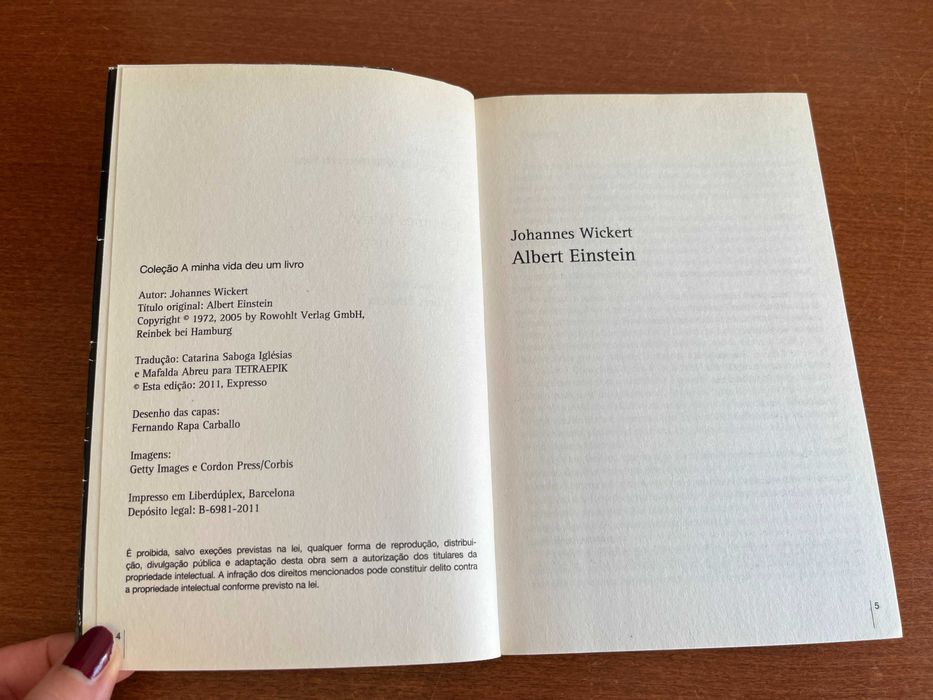 Coleção A minha vida deu um livro
Autor: Johannes Wickert
Título original: Albert Einstein
Copyright © 1972, 2005 by Rowohlt Verlag GmbH,
Reinbek bei Hamburg
Tradução: Catarina Saboga Iglésias
e Mafalda Abreu para TETRAEPIK
© Esta edição: 2011, Expresso
Desenho das capas:
Fernando Rapa Carballo
Imagens:
Getty Images e Cordon Press/Corbis
Impresso em Liberdúplex, Barcelona
Depósito legal: B-6981-2011
É proibida, salvo exeções previstas na lei, qualquer forma de reprodução, distribui-
ção, divulgação pública e adaptação desta obra sem a autorização dos titulares da
propriedade intelectual. A infração dos direitos mencionados pode constituir delito contra
a propriedade intelectual conforme previsto na lei.
4
Johannes Wickert
Albert Einstein
5